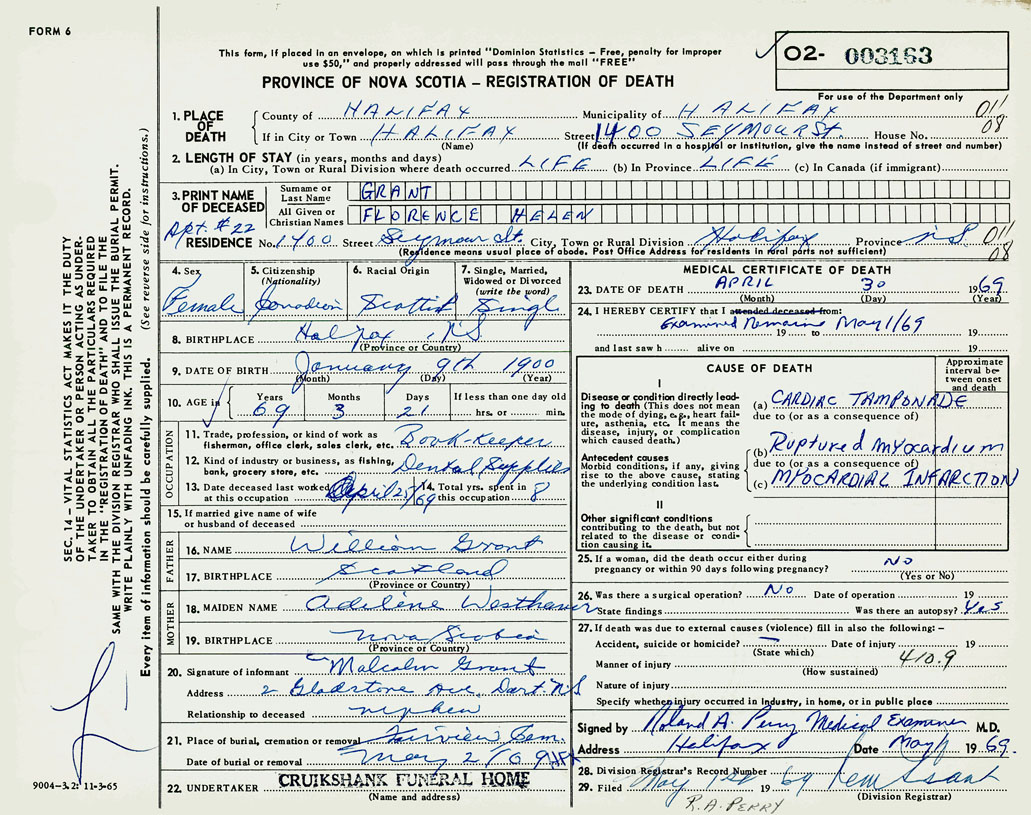 FORM 6
This form, if placed in an envelope, on which is printed "Dominion Statistics – Free, penalty for improper
use $50," and properly addressed will pass through the mail "FREE"
O2- 003163
PROVINCE OF NOVA SCOTIA – REGISTRATION OF DEATH
For use of the Department only
1. PLACE OF DEATH
County of HALIFAX Municipality of HALIFAX 011
If in City or Town HALIFAX Street 1400 SEYMOUR St House No. 08
(Name) (If death occurred in a hospital or institution, give the name instead of street and number)
2. LENGTH OF STAY (in years, months and days)
(a) In City, Town or Rural Division where death occurred LIFE (b) In Province LIFE (c) In Canada (if immigrant)
3. PRINT NAME OF DECEASED
Surname or Last Name GRANT
All Given or Christian Names FLORENCE HELEN
Apt. #22
RESIDENCE No. 1400 Street Seymour St. City, Town or Rural Division Halifax Province NS 011
(Residence means usual place of abode. Post Office Address for residents in rural parts not sufficient) 08
4. Sex
Female
5. Citizenship
(Nationality)
Canadian
6. Racial Origin
Scottish
7. Single, Married,
Widowed or Divorced
(write the word)
Singl
8. BIRTHPLACE Halifax, N.S
(Province or Country)
9. DATE OF BIRTH January 9th 1900
(Month) (Day) (Year)
10. AGE in Years Months Days If less than one day old
69 3 21 hrs. or min.
OCCUPATION
11. Trade, profession, or kind of work as
fisherman, office clerk, sales clerk, etc. Book-keeper
12. Kind of industry or business, as fishing,
bank, grocery store, etc. Dental Supplies
13. Date deceased last worked
at this occupation April 29/69
14. Total yrs. spent in
this occupation 8
15. If married give name of wife
or husband of deceased
FATHER
16. NAME William Grant
17. BIRTHPLACE Scotland
(Province or Country)
MOTHER
18. MAIDEN NAME Adelene Westhaver
19. BIRTHPLACE Nova Scotia
(Province or Country)
20. Signature of informant Malcolm Grant
Address 2 Gladstone Ave, Dart. N.S
Relationship to deceased nephew
21. Place of burial, cremation or removal Fairview Cem.
Date of burial or removal May 2/69 HFX
22. UNDERTAKER CRUIKSHANK FUNERAL HOME
(Name and address)
MEDICAL CERTIFICATE OF DEATH
23. DATE OF DEATH APRIL 30 1969
(Month) (Day) (Year)
24. I HEREBY CERTIFY that I attended deceased from:
Examined Remains May 1/69
19 to 19
and last saw h alive on 19
CAUSE OF DEATH
Approximate
interval be-
tween onset
and death
I
Disease or condition directly lead-
ing to death (This does not mean
the mode of dying, e.g., heart fail-
ure, asthenia, etc. It means the
disease, injury, or complication
which caused death.)
(a) CARDIAC TAMPONADE
due to (or as a consequence of)
Antecedent causes
Morbid conditions, if any, giving
rise to the above cause, stating
the underlying condition last.
(b) Ruptured myocardium
due to (or as a consequence of)
(c) MYOCARDIAL INFARCTION
II
Other significant conditions
contributing to the death, but not
related to the disease or condi-
tion causing it.
25. If a woman, did the death occur either during
pregnancy or within 90 days following pregnancy? No
(Yes or No)
26. Was there a surgical operation? No Date of operation 19
State findings Was there an autopsy? Yes
27. If death was due to external causes (violence) fill in also the following: –
Accident, suicide or homicide? — Date of injury 19
(State which)
410.9
Manner of injury
(How sustained)
Nature of injury
Specify whether injury occurred in industry, in home, or in public place
Signed by Roland A. Perry Medical Examiner M.D.
Address Halifax Date May 1 1969.
28. Division Registrar's Record Number
29. Filed May 1st 19 69
(Division Registrar)
R.A. PERRY
SEC. 14 – VITAL STATISTICS ACT MAKES IT THE DUTY
OF THE UNDERTAKER OR PERSON ACTING AS UNDER-
TAKER TO OBTAIN ALL THE PARTICULARS REQUIRED
IN THE "REGISTRATION OF DEATH" AND TO FILE THE
SAME WITH THE DIVISION REGISTRAR WHO SHALL ISSUE THE BURIAL PERMIT.
WRITE PLAINLY WITH UNFADING INK. THIS IS A PERMANENT RECORD.
Every item of information should be carefully supplied. (See reverse side for instructions.)
9004–3.2: 11-3-65